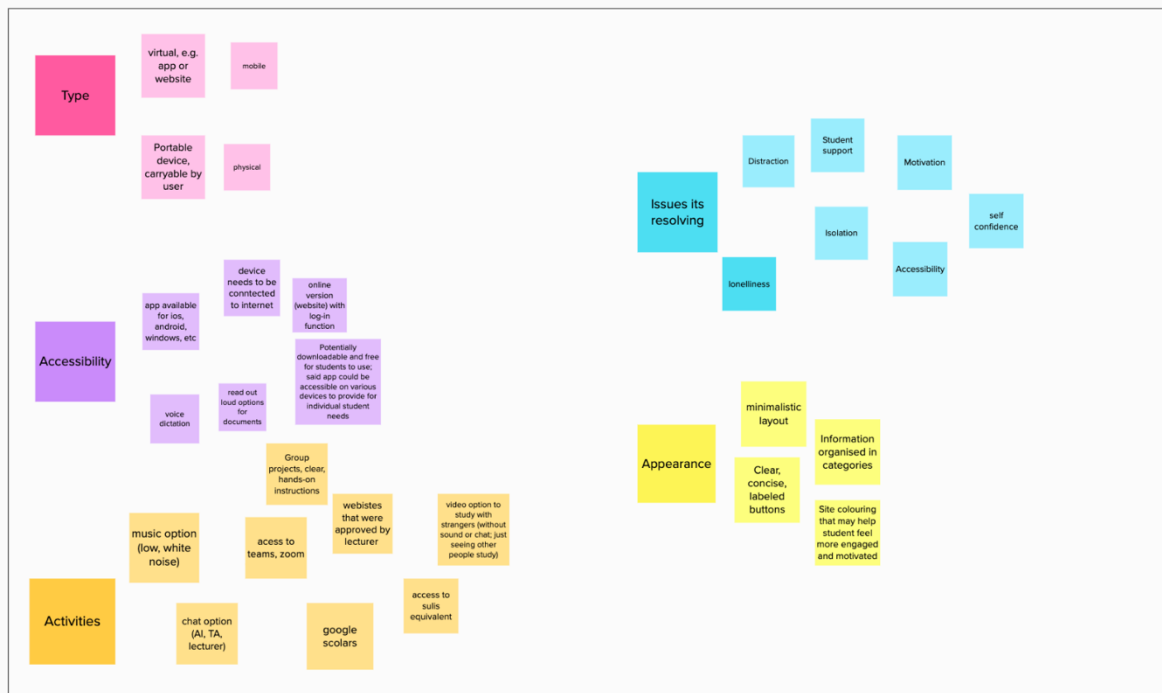 Type
virtual, e.g.
app or
website
mobile
Portable
device,
carryable by
user
physical
Accessibility
app available
for ios,
android,
windows, etc
device
needs to be
conntected
to internet
online
version
(website) with
log-in
function
Potentially
downloadable and free
for students to use;
said app could be
accessible on various
devices to provide for
individual student
needs
voice
dictation
read out
loud options
for
documents
Activities
Group
projects, clear,
hands-on
instructions
webistes
that were
approved by
lecturer
video option to
study with
strangers (without
sound or chat; just
seeing other
people study)
music option
(low, white
noise)
acess to
teams, zoom
access to
sulis
equivalent
chat option
(AI, TA,
lecturer)
google
scolars
Issues its
resolving
Distraction
Student
support
Motivation
self
confidence
Isolation
Accessibility
lonelliness
Appearance
minimalistic
layout
Information
organised in
categories
Clear,
concise,
labeled
buttons
Site colouring
that may help
student feel
more engaged
and motivated